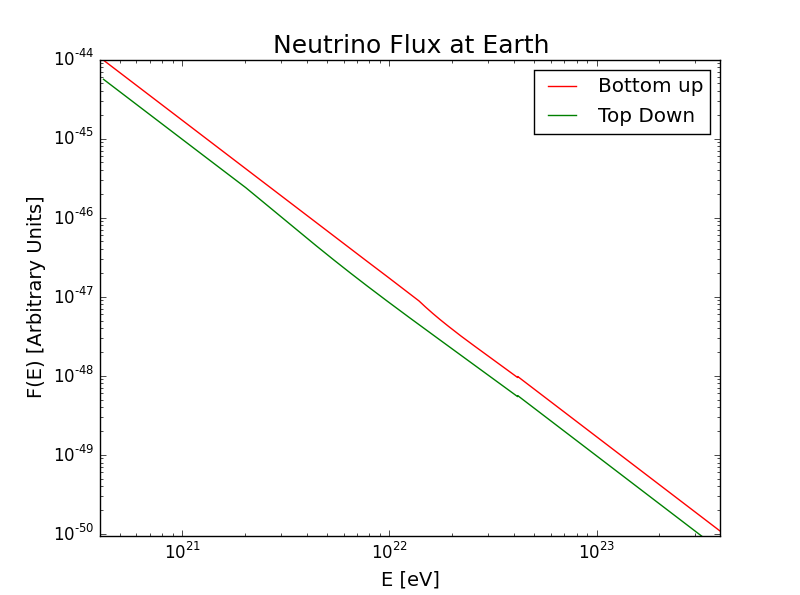 Neutrino Flux at Earth
Bottom up
Top Down
F(E) [Arbitrary Units]
10^-44
10^-45
10^-46
10^-47
10^-48
10^-49
10^-50
10^21
10^22
10^23
E [eV]